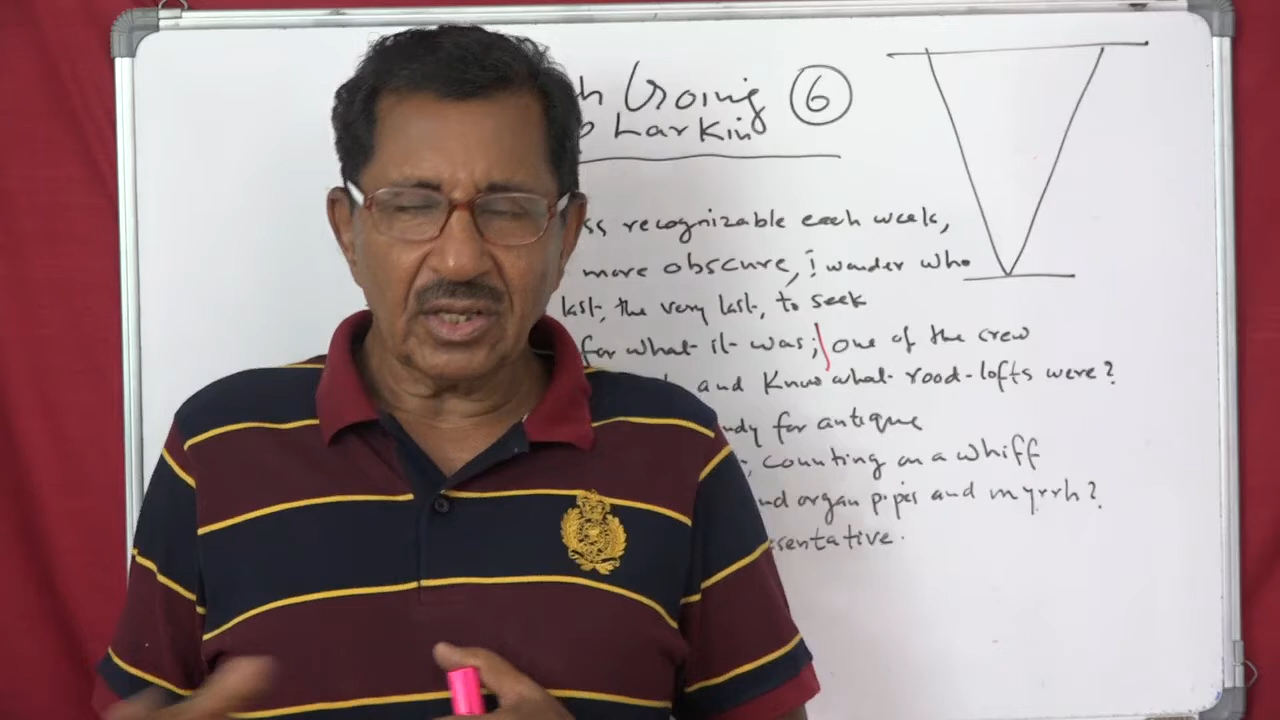 h Going 6
p Larkin
ss recognizable each week,
more obscure, i wonder who
last, the very last, to seek
for what it was; one of the crew
and Know what rood-lofts were?
ndy for antique
, counting on a whiff
nd organ pipes and myrrh?
sentative.